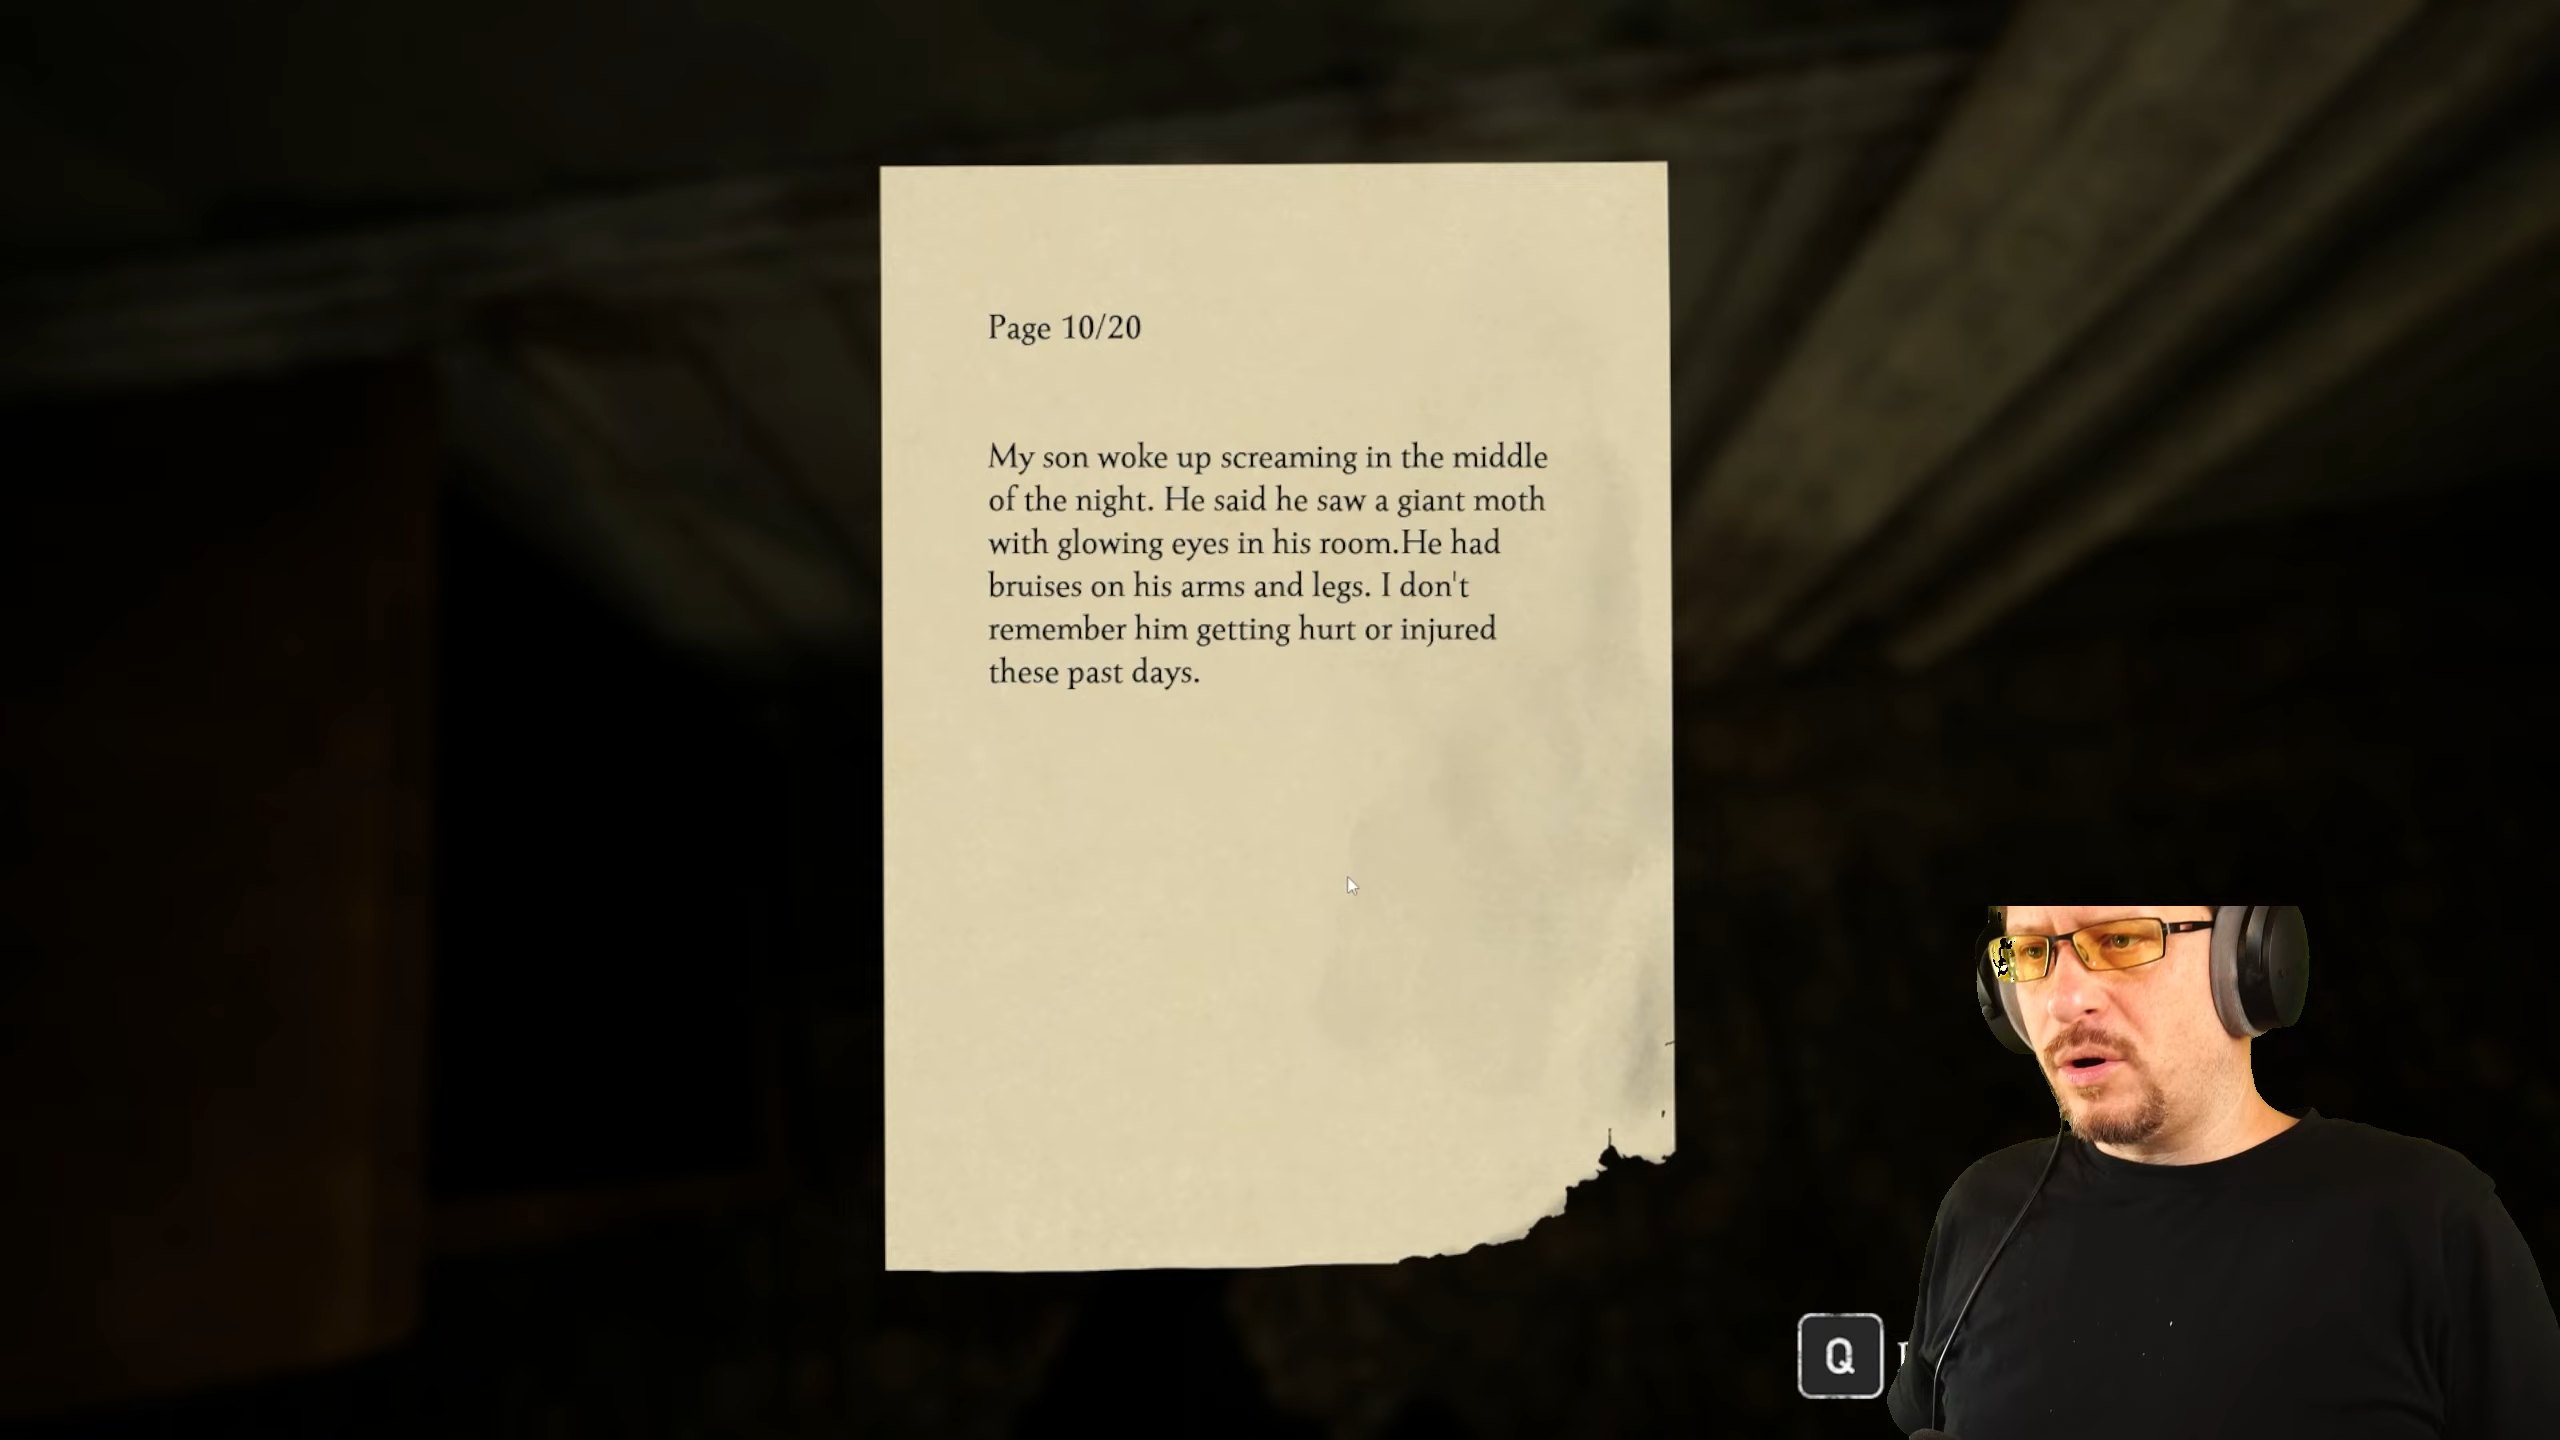 Page 10/20
My son woke up screaming in the middle
of the night. He said he saw a giant moth
with glowing eyes in his room.He had
bruises on his arms and legs. I don't
remember him getting hurt or injured
these past days.
Q